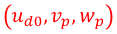 (u_{d0}, v_p, w_p)